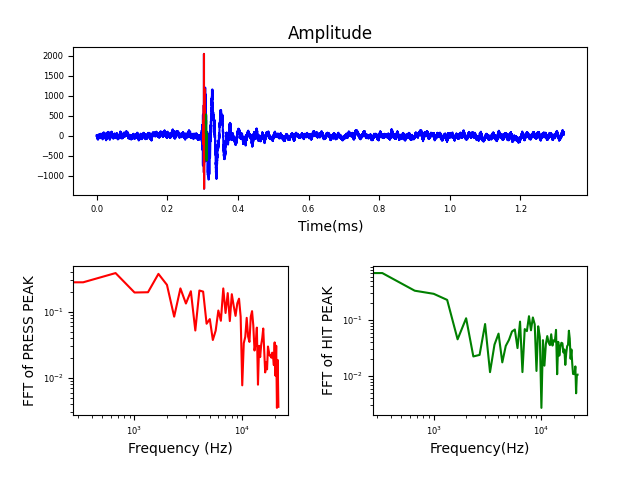 Amplitude
2000
1500
1000
500
0
−500
−1000
0.0 0.2 0.4 0.6 0.8 1.0 1.2
Time(ms)
FFT of PRESS PEAK
10⁻¹
10⁻²
10³ 10⁴
Frequency (Hz)
FFT of HIT PEAK
10⁻¹
10⁻²
10³ 10⁴
Frequency(Hz)